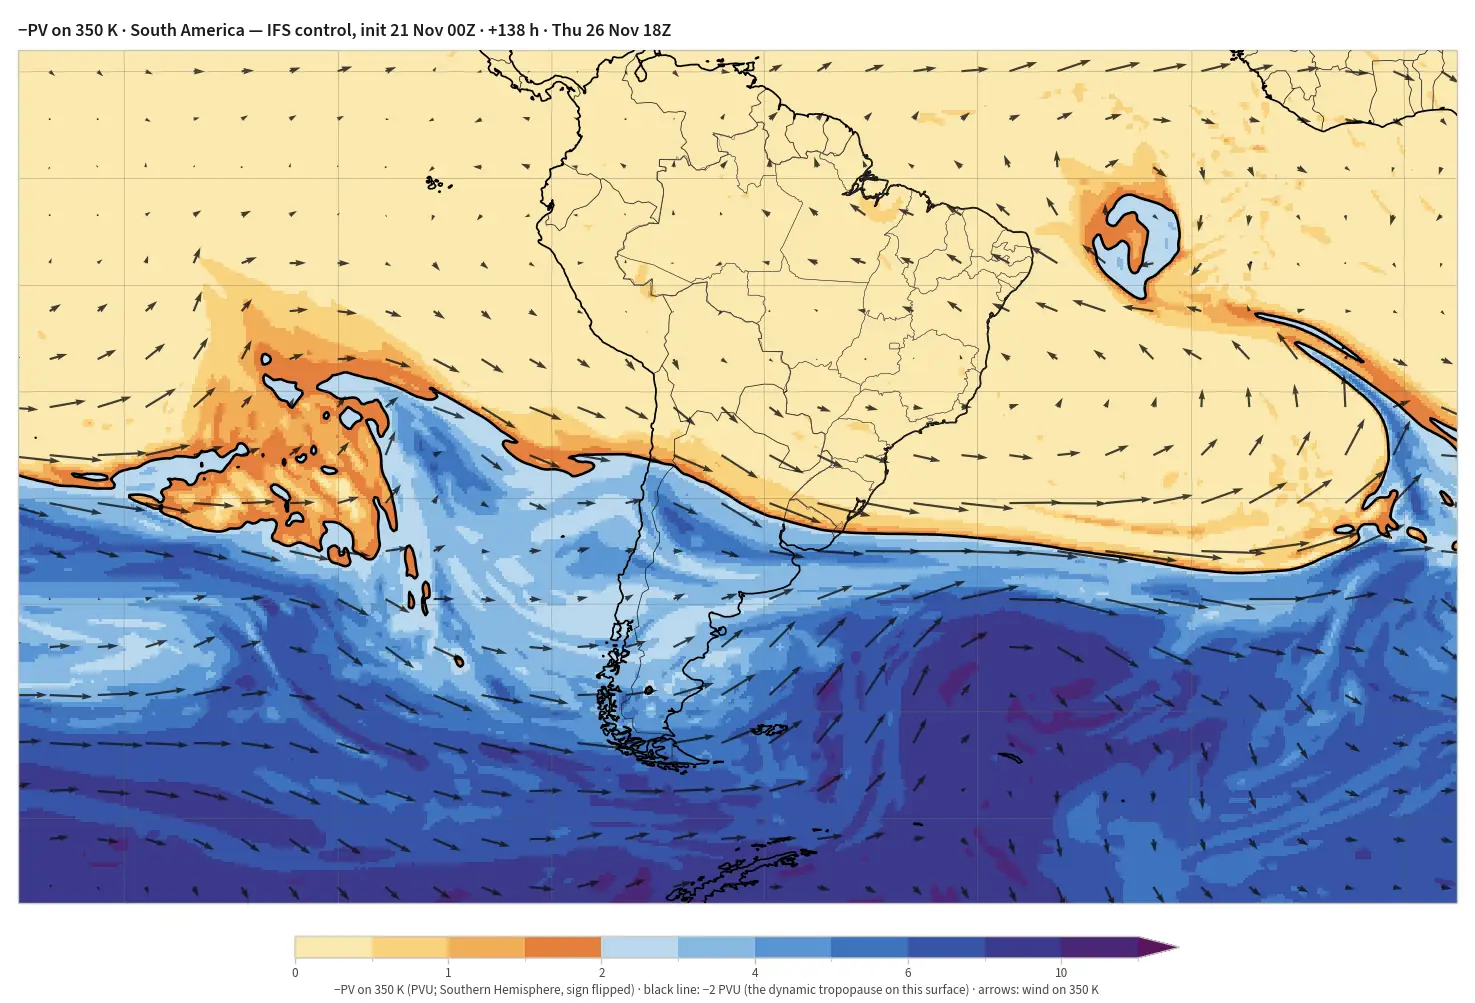 −PV on 350 K · South America — IFS control, init 21 Nov 00Z · +138 h · Thu 26 Nov 18Z
0 1 2 4 6 10
−PV on 350 K (PVU; Southern Hemisphere, sign flipped) · black line: −2 PVU (the dynamic tropopause on this surface) · arrows: wind on 350 K